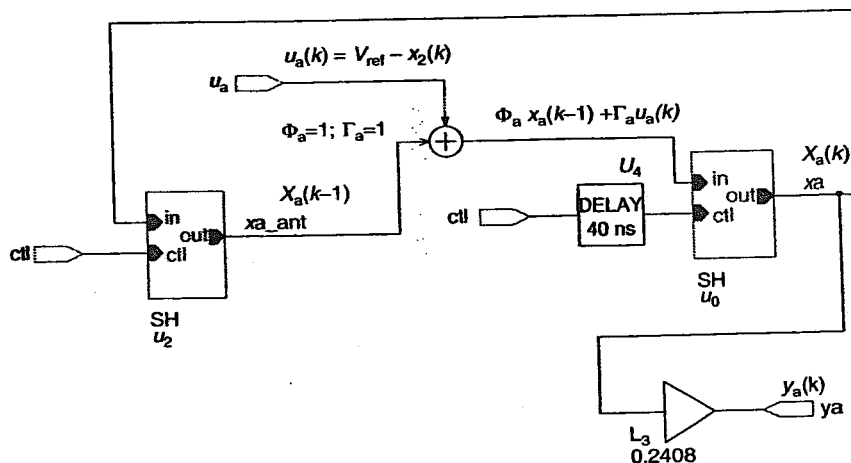 u_a(k) = V_ref – x_2(k)
u_a
Φ_a=1; Γ_a=1
Φ_a x_a(k–1) +Γ_a u_a(k)
X_a(k)
xa
U_4
X_a(k–1)
xa_ant
in
out
ctl
ctl
SH
u_2
ctl
DELAY
40 ns
in
out
ctl
SH
u_0
y_a(k)
ya
L_3
0.2408